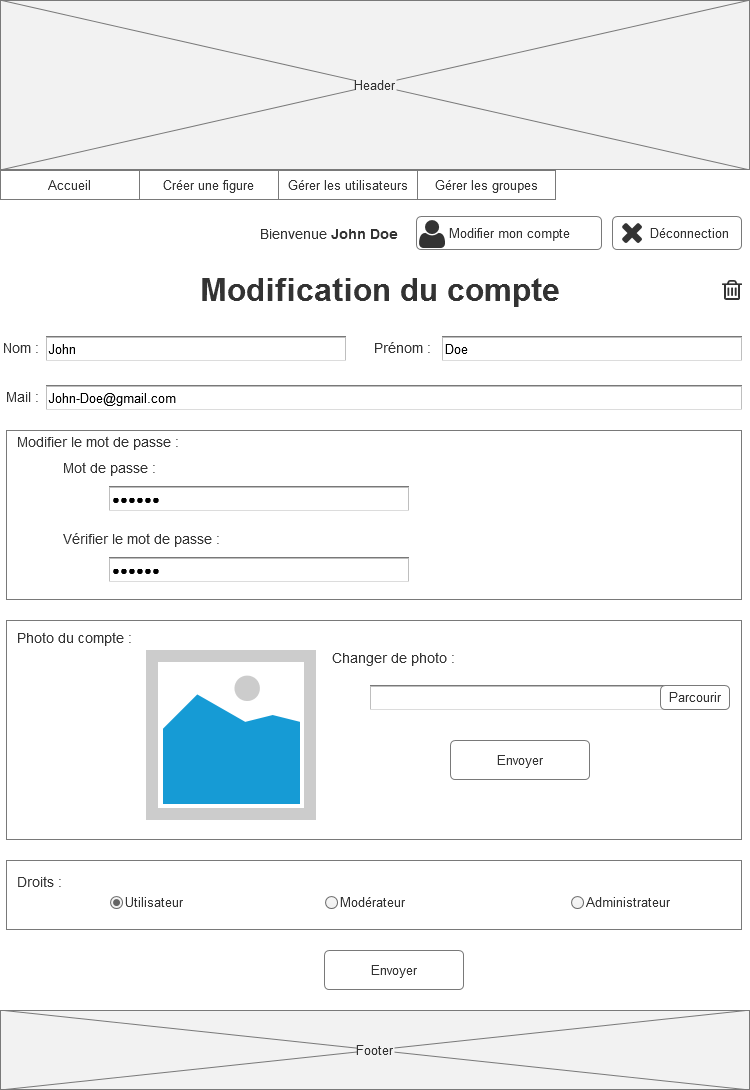 Header
Accueil Créer une figure Gérer les utilisateurs Gérer les groupes
Bienvenue John Doe Modifier mon compte Déconnection
Modification du compte
Nom : John Prénom : Doe
Mail : John-Doe@gmail.com
Modifier le mot de passe :
Mot de passe :
••••••
Vérifier le mot de passe :
••••••
Photo du compte :
Changer de photo :
Parcourir
Envoyer
Droits :
Utilisateur Modérateur Administrateur
Envoyer
Footer